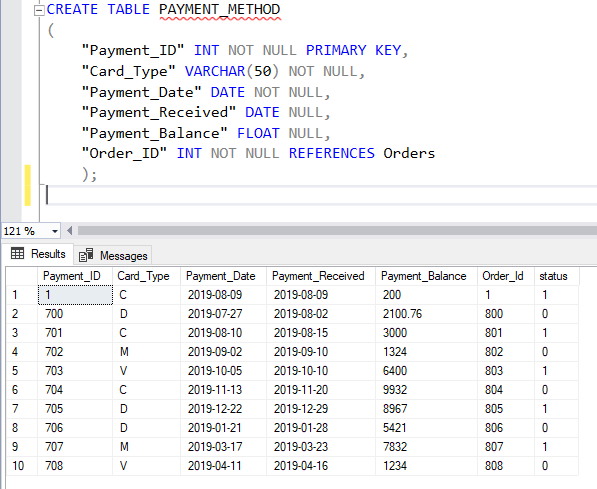 CREATE TABLE PAYMENT_METHOD
(
"Payment_ID" INT NOT NULL PRIMARY KEY,
"Card_Type" VARCHAR(50) NOT NULL,
"Payment_Date" DATE NOT NULL,
"Payment_Received" DATE NULL,
"Payment_Balance" FLOAT NULL,
"Order_ID" INT NOT NULL REFERENCES Orders
);
121 %
Results Messages
Payment_ID Card_Type Payment_Date Payment_Received Payment_Balance Order_Id status
1 1 C 2019-08-09 2019-08-09 200 1 1
2 700 D 2019-07-27 2019-08-02 2100.76 800 0
3 701 C 2019-08-10 2019-08-15 3000 801 1
4 702 M 2019-09-02 2019-09-10 1324 802 0
5 703 V 2019-10-05 2019-10-10 6400 803 1
6 704 C 2019-11-13 2019-11-20 9932 804 0
7 705 D 2019-12-22 2019-12-29 8967 805 1
8 706 D 2019-01-21 2019-01-28 5421 806 0
9 707 M 2019-03-17 2019-03-23 7832 807 1
10 708 V 2019-04-11 2019-04-16 1234 808 0